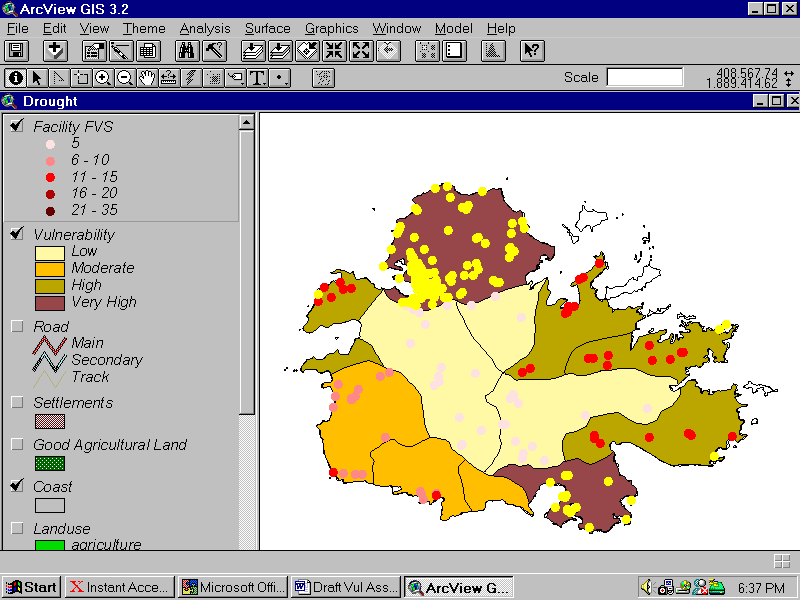 ArcView GIS 3.2
File Edit View Theme Analysis Surface Graphics Window Model Help
Scale 408,567.74
1,889,414.62
Drought
Facility FVS
5
6 - 10
11 - 15
16 - 20
21 - 35
Vulnerability
Low
Moderate
High
Very High
Road
Main
Secondary
Track
Settlements
Good Agricultural Land
Coast
Landuse
agriculture
Start X Instant Acce... Microsoft Offi... Draft Vul Ass... ArcView G... 6:37 PM